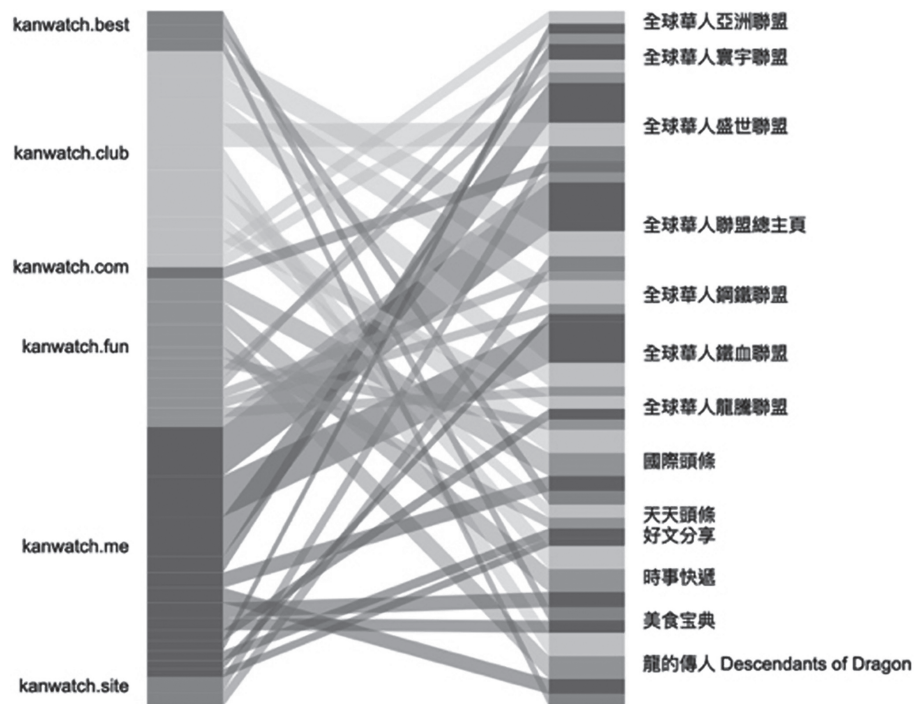 kanwatch.best
kanwatch.club
kanwatch.com
kanwatch.fun
kanwatch.me
kanwatch.site
全球華人亞洲聯盟
全球華人寰宇聯盟
全球華人盛世聯盟
全球華人聯盟總主頁
全球華人鋼鐵聯盟
全球華人鐵血聯盟
全球華人龍騰聯盟
國際頭條
天天頭條
好文分享
時事快遞
美食宝典
龍的傳人 Descendants of Dragon